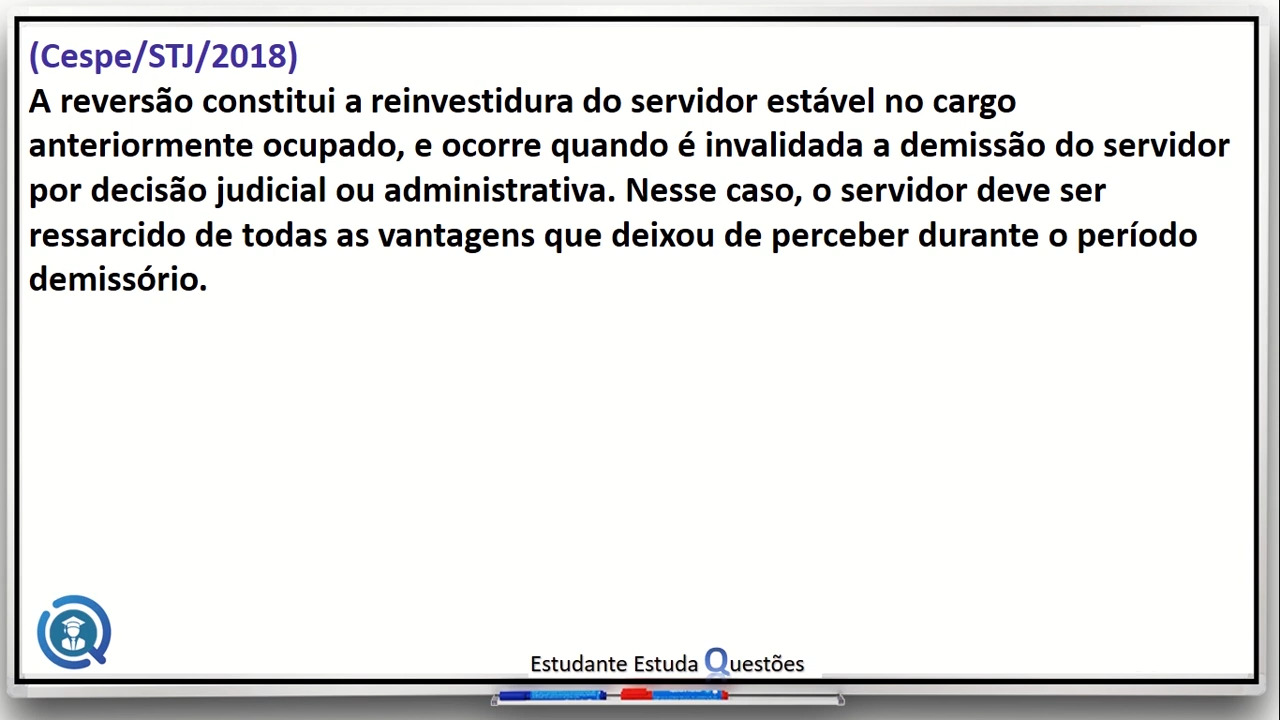 (Cespe/STJ/2018)
A reversão constitui a reinvestidura do servidor estável no cargo
anteriormente ocupado, e ocorre quando é invalidada a demissão do servidor
por decisão judicial ou administrativa. Nesse caso, o servidor deve ser
ressarcido de todas as vantagens que deixou de perceber durante o período
demissório.
Estudante Estuda Questões